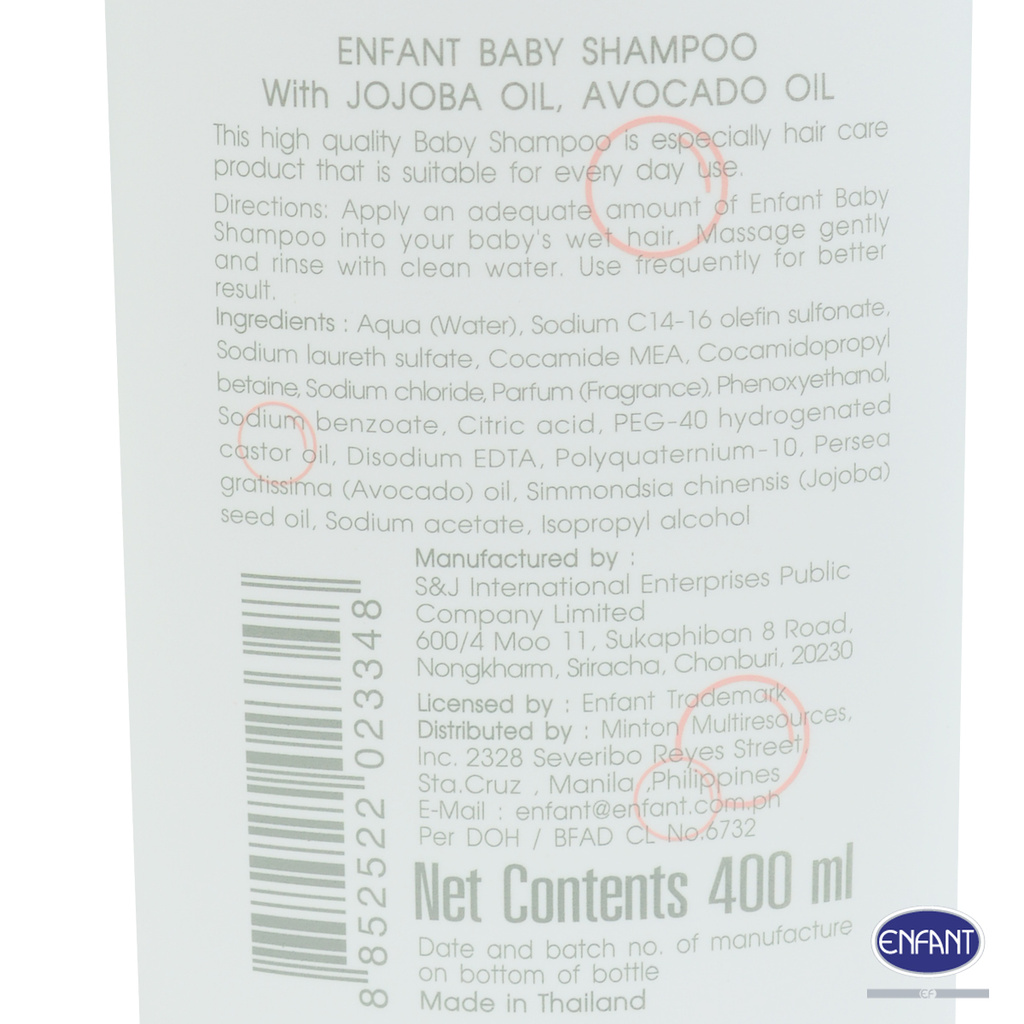 ENFANT BABY SHAMPOO
With JOJOBA OIL, AVOCADO OIL
This high quality Baby Shampoo is especially hair care
product that is suitable for every day use.
Directions: Apply an adequate amount of Enfant Baby
Shampoo into your baby's wet hair. Massage gently
and rinse with clean water. Use frequently for better
result.
Ingredients : Aqua (Water), Sodium C14-16 olefin sulfonate,
Sodium laureth sulfate, Cocamide MEA, Cocamidopropyl
betaine, Sodium chloride, Parfum (Fragrance), Phenoxyethanol,
Sodium benzoate, Citric acid, PEG-40 hydrogenated
castor oil, Disodium EDTA, Polyquaternium-10, Persea
gratissima (Avocado) oil, Simmondsia chinensis (Jojoba)
seed oil, Sodium acetate, Isopropyl alcohol
Manufactured by :
S&J International Enterprises Public
Company Limited
600/4 Moo 11, Sukaphiban 8 Road,
Nongkharm, Sriracha, Chonburi, 20230
Licensed by : Enfant Trademark
Distributed by : Minton Multiresources,
Inc. 2328 Severibo Reyes Street,
Sta.Cruz , Manila ,Philippines
E-Mail : enfant@enfant.com.ph
Per DOH / BFAD CL No.6732
Net Contents 400 ml
Date and batch no. of manufacture
on bottom of bottle
Made in Thailand
8 852522 023348
ENFANT